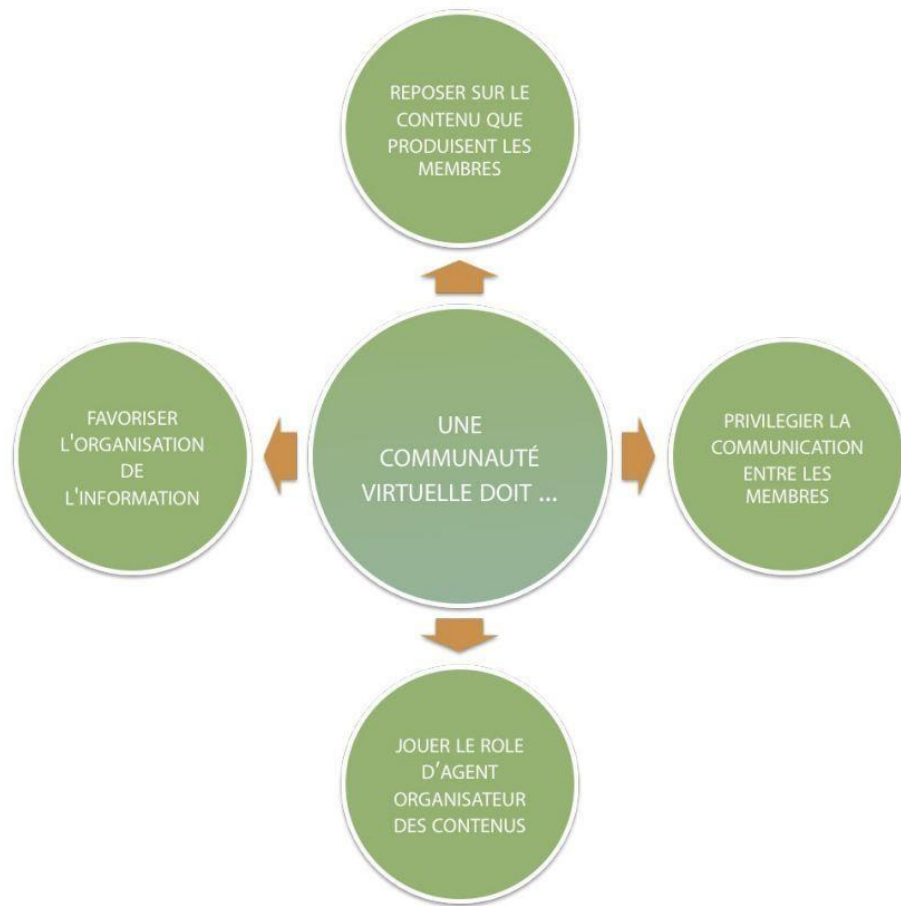 REPOSER SUR LE
CONTENU QUE
PRODUISENT LES
MEMBRES
FAVORISER
L'ORGANISATION
DE
L'INFORMATION
UNE
COMMUNAUTÉ
VIRTUELLE DOIT ...
PRIVILEGIER LA
COMMUNICATION
ENTRE LES
MEMBRES
JOUER LE ROLE
D’AGENT
ORGANISATEUR
DES CONTENUS